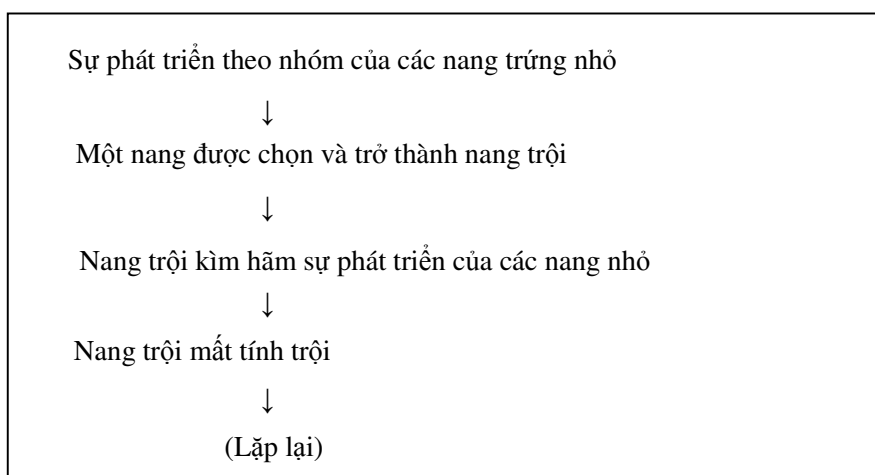 Sự phát triển theo nhóm của các nang trứng nhỏ
↓
Một nang được chọn và trở thành nang trội
↓
Nang trội kìm hãm sự phát triển của các nang nhỏ
↓
Nang trội mất tính trội
↓
(Lặp lại)